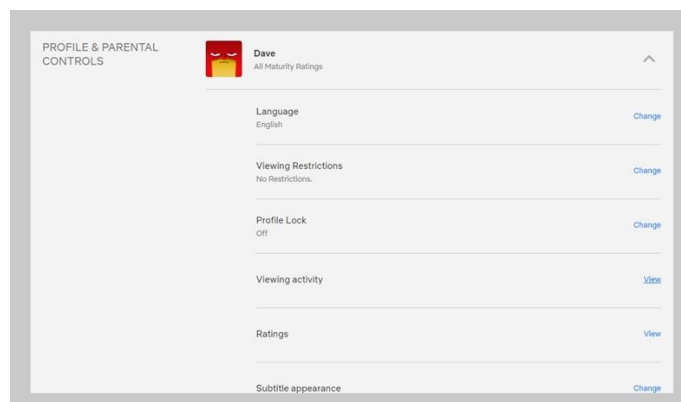 PROFILE & PARENTAL
CONTROLS
Dave
All Maturity Ratings
Language
English
Change
Viewing Restrictions
No Restrictions.
Change
Profile Lock
Off
Change
Viewing activity
View
Ratings
View
Subtitle appearance
Change